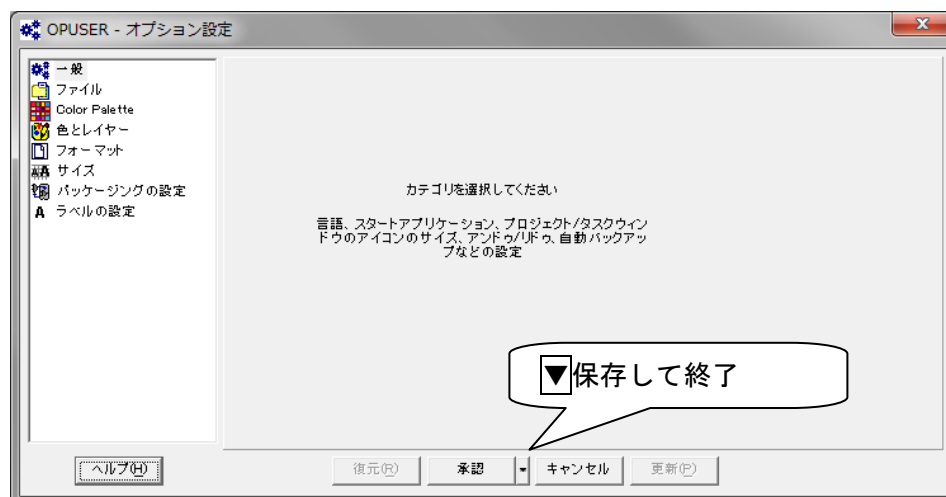 OPUSER - オプション設定
一般
ファイル
Color Palette
色とレイヤー
フォーマット
サイズ
パッケージングの設定
ラベルの設定
カテゴリを選択してください
言語、スタートアプリケーション、プロジェクト/タスクウィン
ドウのアイコンのサイズ、アンドゥ/リドゥ、自動バックアッ
プなどの設定
▼保存して終了
ヘルプ(H)
復元(R)
承認
キャンセル
更新(P)